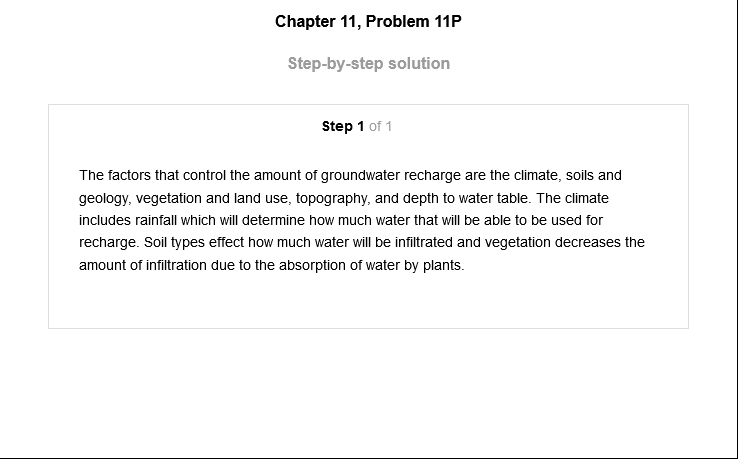 Chapter 11, Problem 11P
Step-by-step solution
Step 1 of 1
The factors that control the amount of groundwater recharge are the climate, soils and
geology, vegetation and land use, topography, and depth to water table. The climate
includes rainfall which will determine how much water that will be able to be used for
recharge. Soil types effect how much water will be infiltrated and vegetation decreases the
amount of infiltration due to the absorption of water by plants.